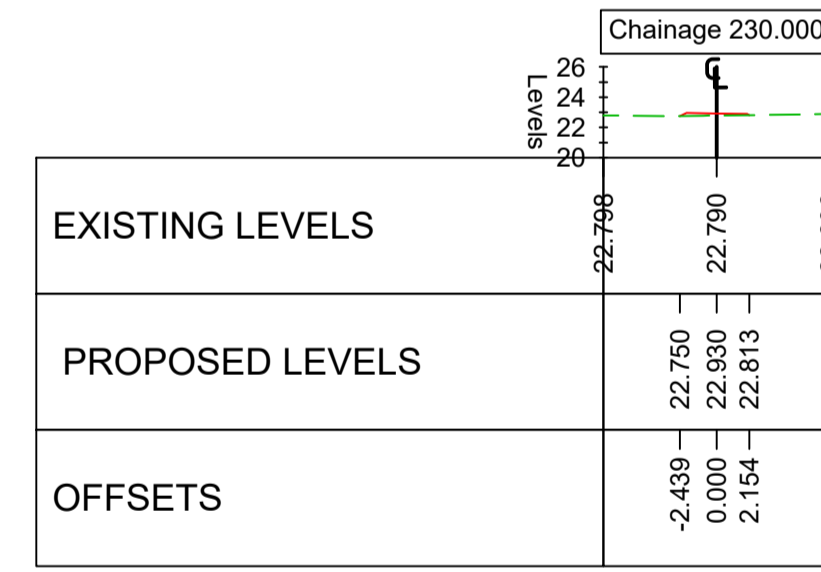 Chainage 230.000
26
24
22
20
Levels
℄
EXISTING LEVELS
22.798
22.790
PROPOSED LEVELS
22.750
22.930
22.813
OFFSETS
-2.439
0.000
2.154